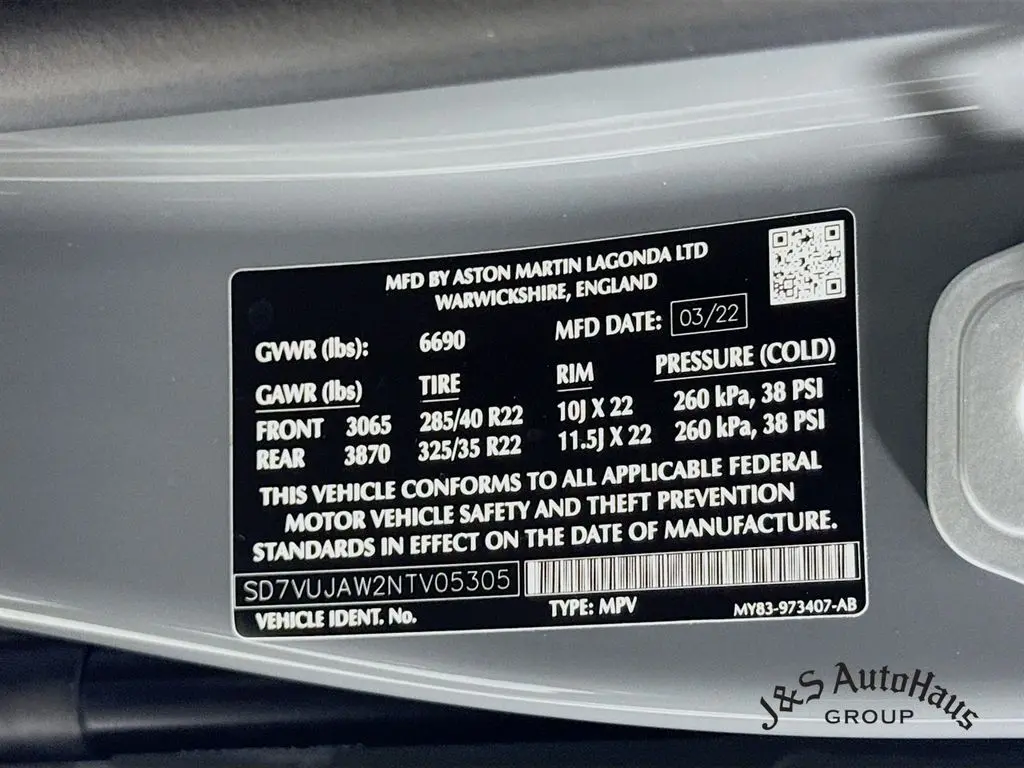 MFD BY ASTON MARTIN LAGONDA LTD
WARWICKSHIRE, ENGLAND
GVWR (lbs): 6690 MFD DATE: 03/22
GAWR (lbs) TIRE RIM PRESSURE (COLD)
FRONT 3065 285/40 R22 10J X 22 260 kPa, 38 PSI
REAR 3870 325/35 R22 11.5J X 22 260 kPa, 38 PSI
THIS VEHICLE CONFORMS TO ALL APPLICABLE FEDERAL
MOTOR VEHICLE SAFETY AND THEFT PREVENTION
STANDARDS IN EFFECT ON THE DATE OF MANUFACTURE.
SD7VUJAW2NTV05305
VEHICLE IDENT. No. TYPE: MPV MY83-973407-AB
J&S AutoHaus
GROUP